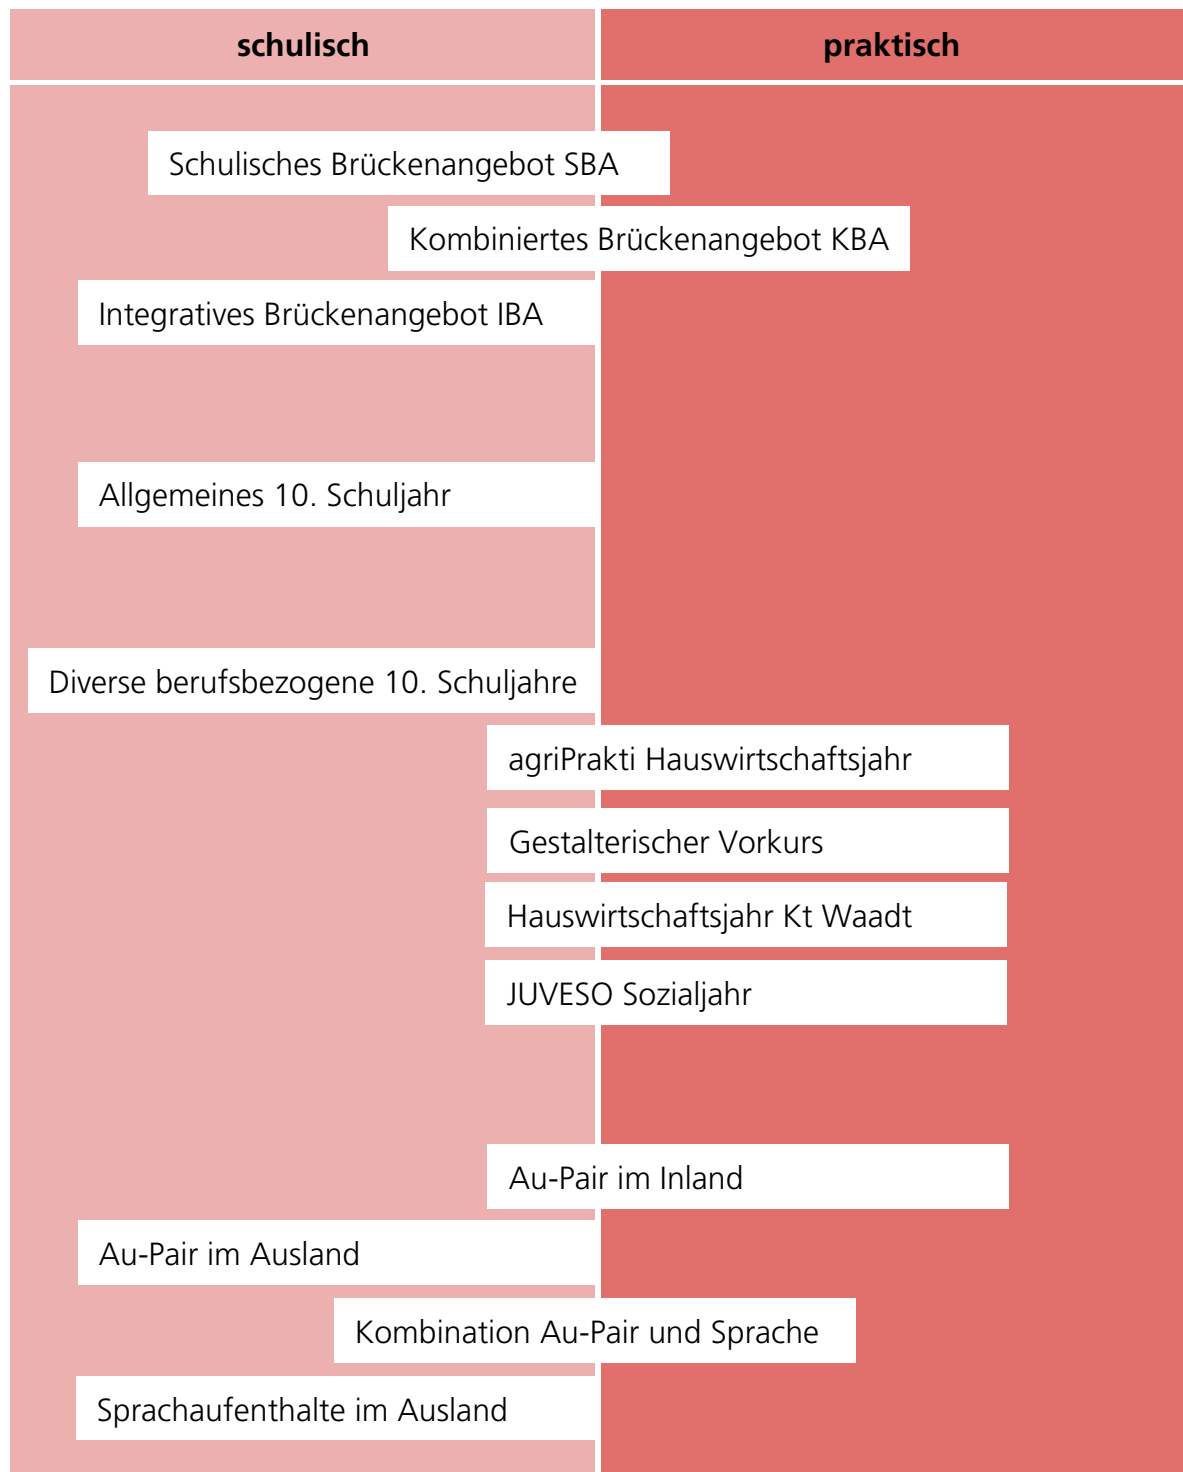 schulisch
praktisch
Schulisches Brückenangebot SBA
Kombiniertes Brückenangebot KBA
Integratives Brückenangebot IBA
Allgemeines 10. Schuljahr
Diverse berufsbezogene 10. Schuljahre
agriPrakti Hauswirtschaftsjahr
Gestalterischer Vorkurs
Hauswirtschaftsjahr Kt Waadt
JUVESO Sozialjahr
Au-Pair im Inland
Au-Pair im Ausland
Kombination Au-Pair und Sprache
Sprachaufenthalte im Ausland